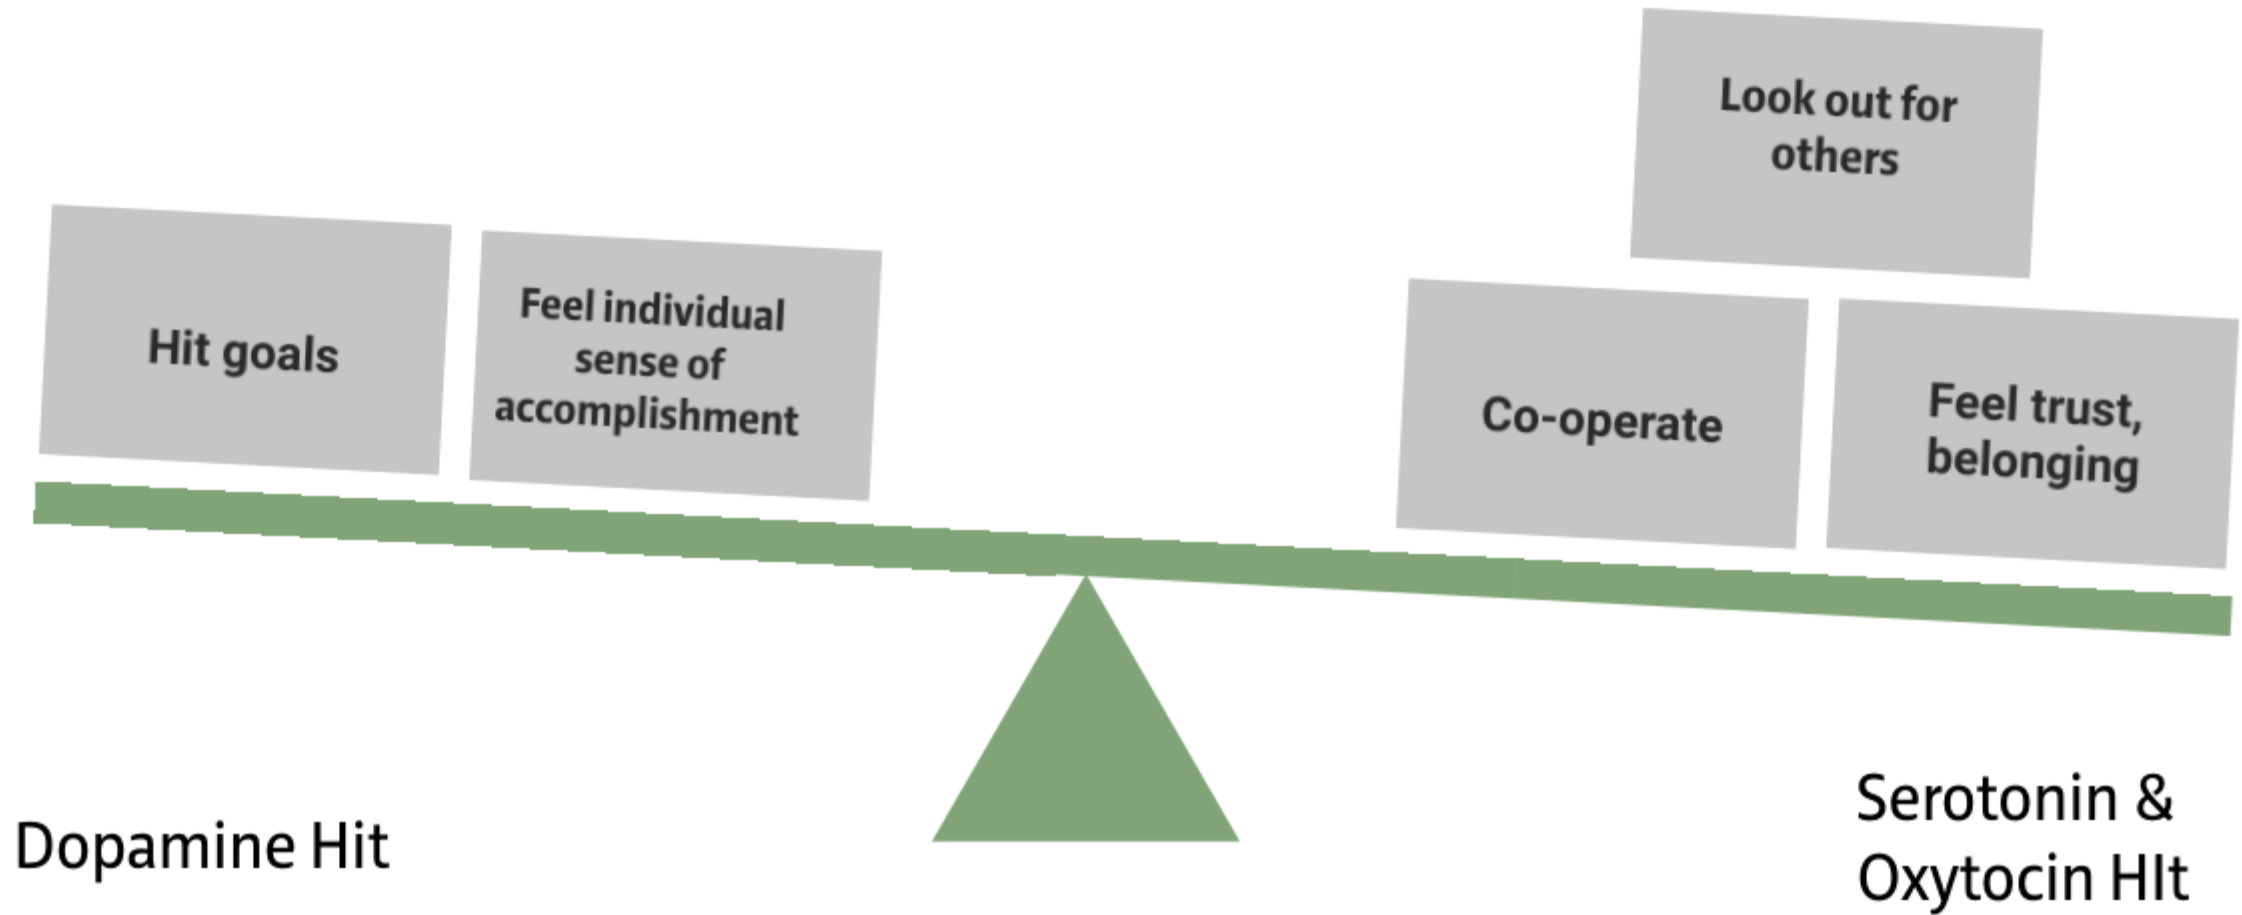 Look out for
others
Hit goals
Feel individual
sense of
accomplishment
Co-operate
Feel trust,
belonging
Dopamine Hit
Serotonin &
Oxytocin HIt